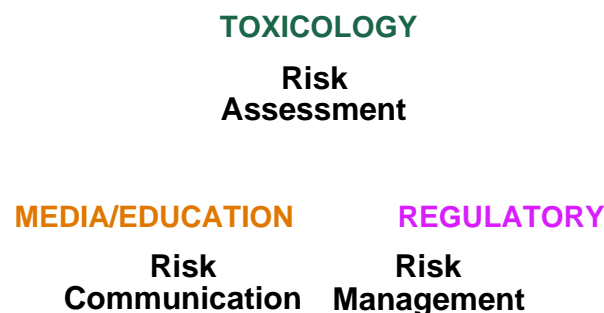 TOXICOLOGY
Risk
Assessment
MEDIA/EDUCATION
Risk
Communication
REGULATORY
Risk
Management